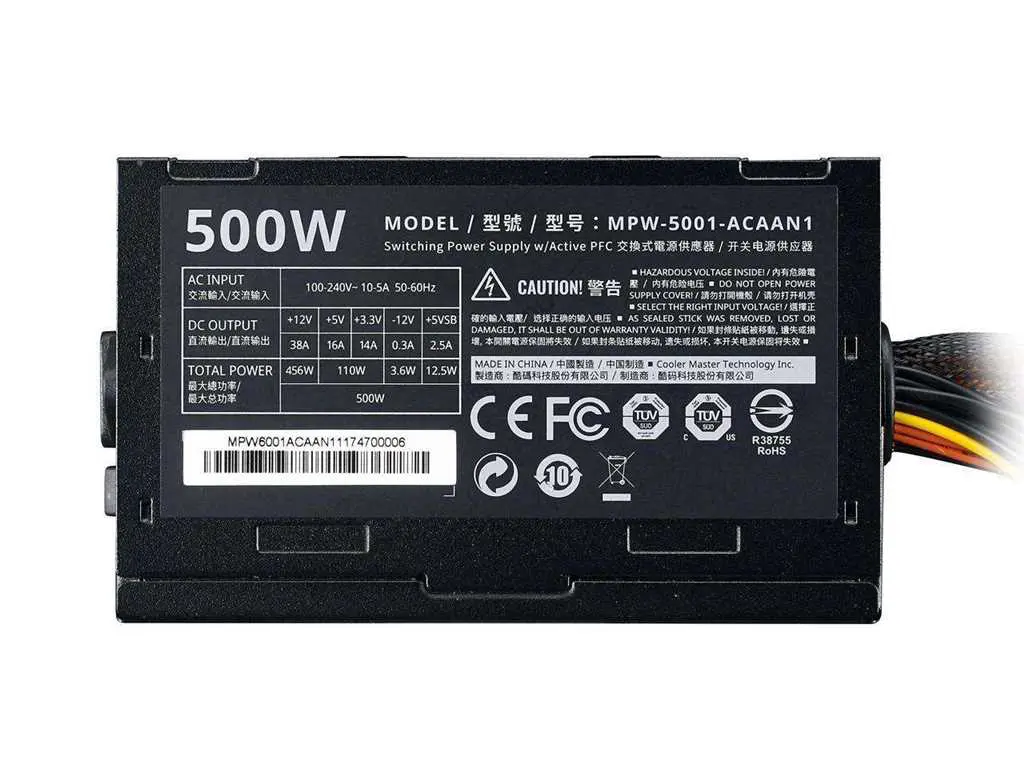 500W
MODEL / 型號 / 型号：MPW-5001-ACAAN1
Switching Power Supply w/Active PFC 交換式電源供應器 / 开关电源供应器
AC INPUT
交流輸入/交流输入
100-240V~ 10-5A 50-60Hz
DC OUTPUT
直流輸出/直流输出
+12V +5V +3.3V -12V +5VSB
38A 16A 14A 0.3A 2.5A
TOTAL POWER
最大總功率/
最大总功率
456W 110W 3.6W 12.5W
500W
MPW6001ACAAN11174700006
CAUTION! 警告
■ HAZARDOUS VOLTAGE INSIDE! / 內有危險電
壓 / 内有危险电压 ■ DO NOT OPEN POWER
SUPPLY COVER! / 請勿打開機殼 / 请勿打开机壳
■ SELECT THE RIGHT INPUT VOLTAGE! / 選擇正
確的輸入電壓/ 选择正确的输入电压 ■ AS SEALED STICK WAS REMOVED, LOST OR
DAMAGED, IT SHALL BE OUT OF WARRANTY VALIDITY! / 如果封條貼紙被移動, 遺失或損
壞, 本開關電源保固將失效 ■ / 如果封条贴纸被移动, 遗失或损坏, 本开关电源保固将失效 ■
MADE IN CHINA / 中國製造 / 中国制造 ■ Cooler Master Technology Inc.
製造商：酷碼科技股份有限公司 / 制造商：酷码科技股份有限公司
CE FC
TÜV
SÜD
TÜV
SÜD
C US
R38755
RoHS
10